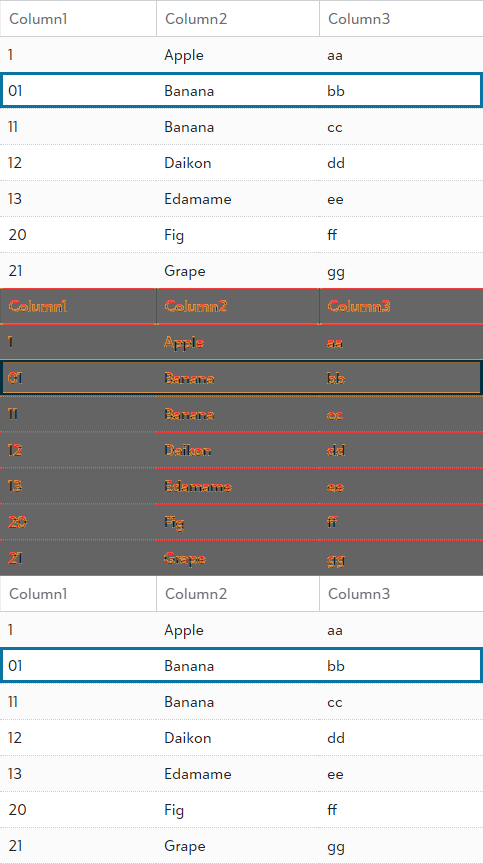 Column1 Column2 Column3
1 Apple aa
01 Banana bb
11 Banana cc
12 Daikon dd
13 Edamame ee
20 Fig ff
21 Grape gg
Column1 Column2 Column3
1 Apple aa
01 Banana bb
11 Banana cc
12 Daikon dd
13 Edamame ee
20 Fig ff
21 Grape gg
Column1 Column2 Column3
1 Apple aa
01 Banana bb
11 Banana cc
12 Daikon dd
13 Edamame ee
20 Fig ff
21 Grape gg